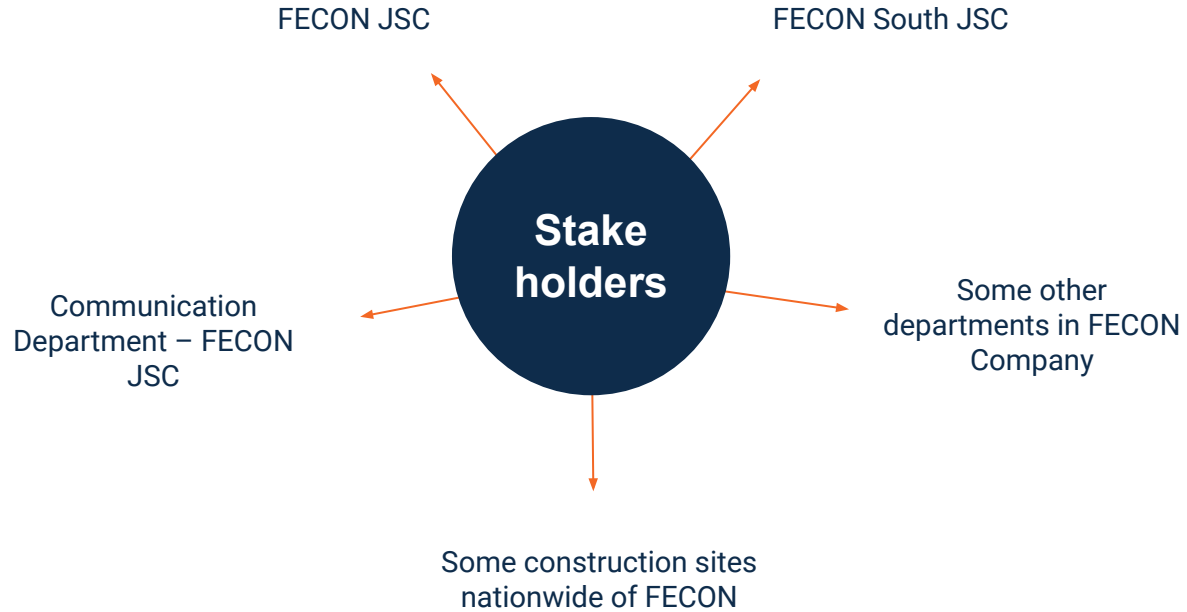 FECON JSC
FECON South JSC
Stake
holders
Communication
Department – FECON
JSC
Some other
departments in FECON
Company
Some construction sites
nationwide of FECON